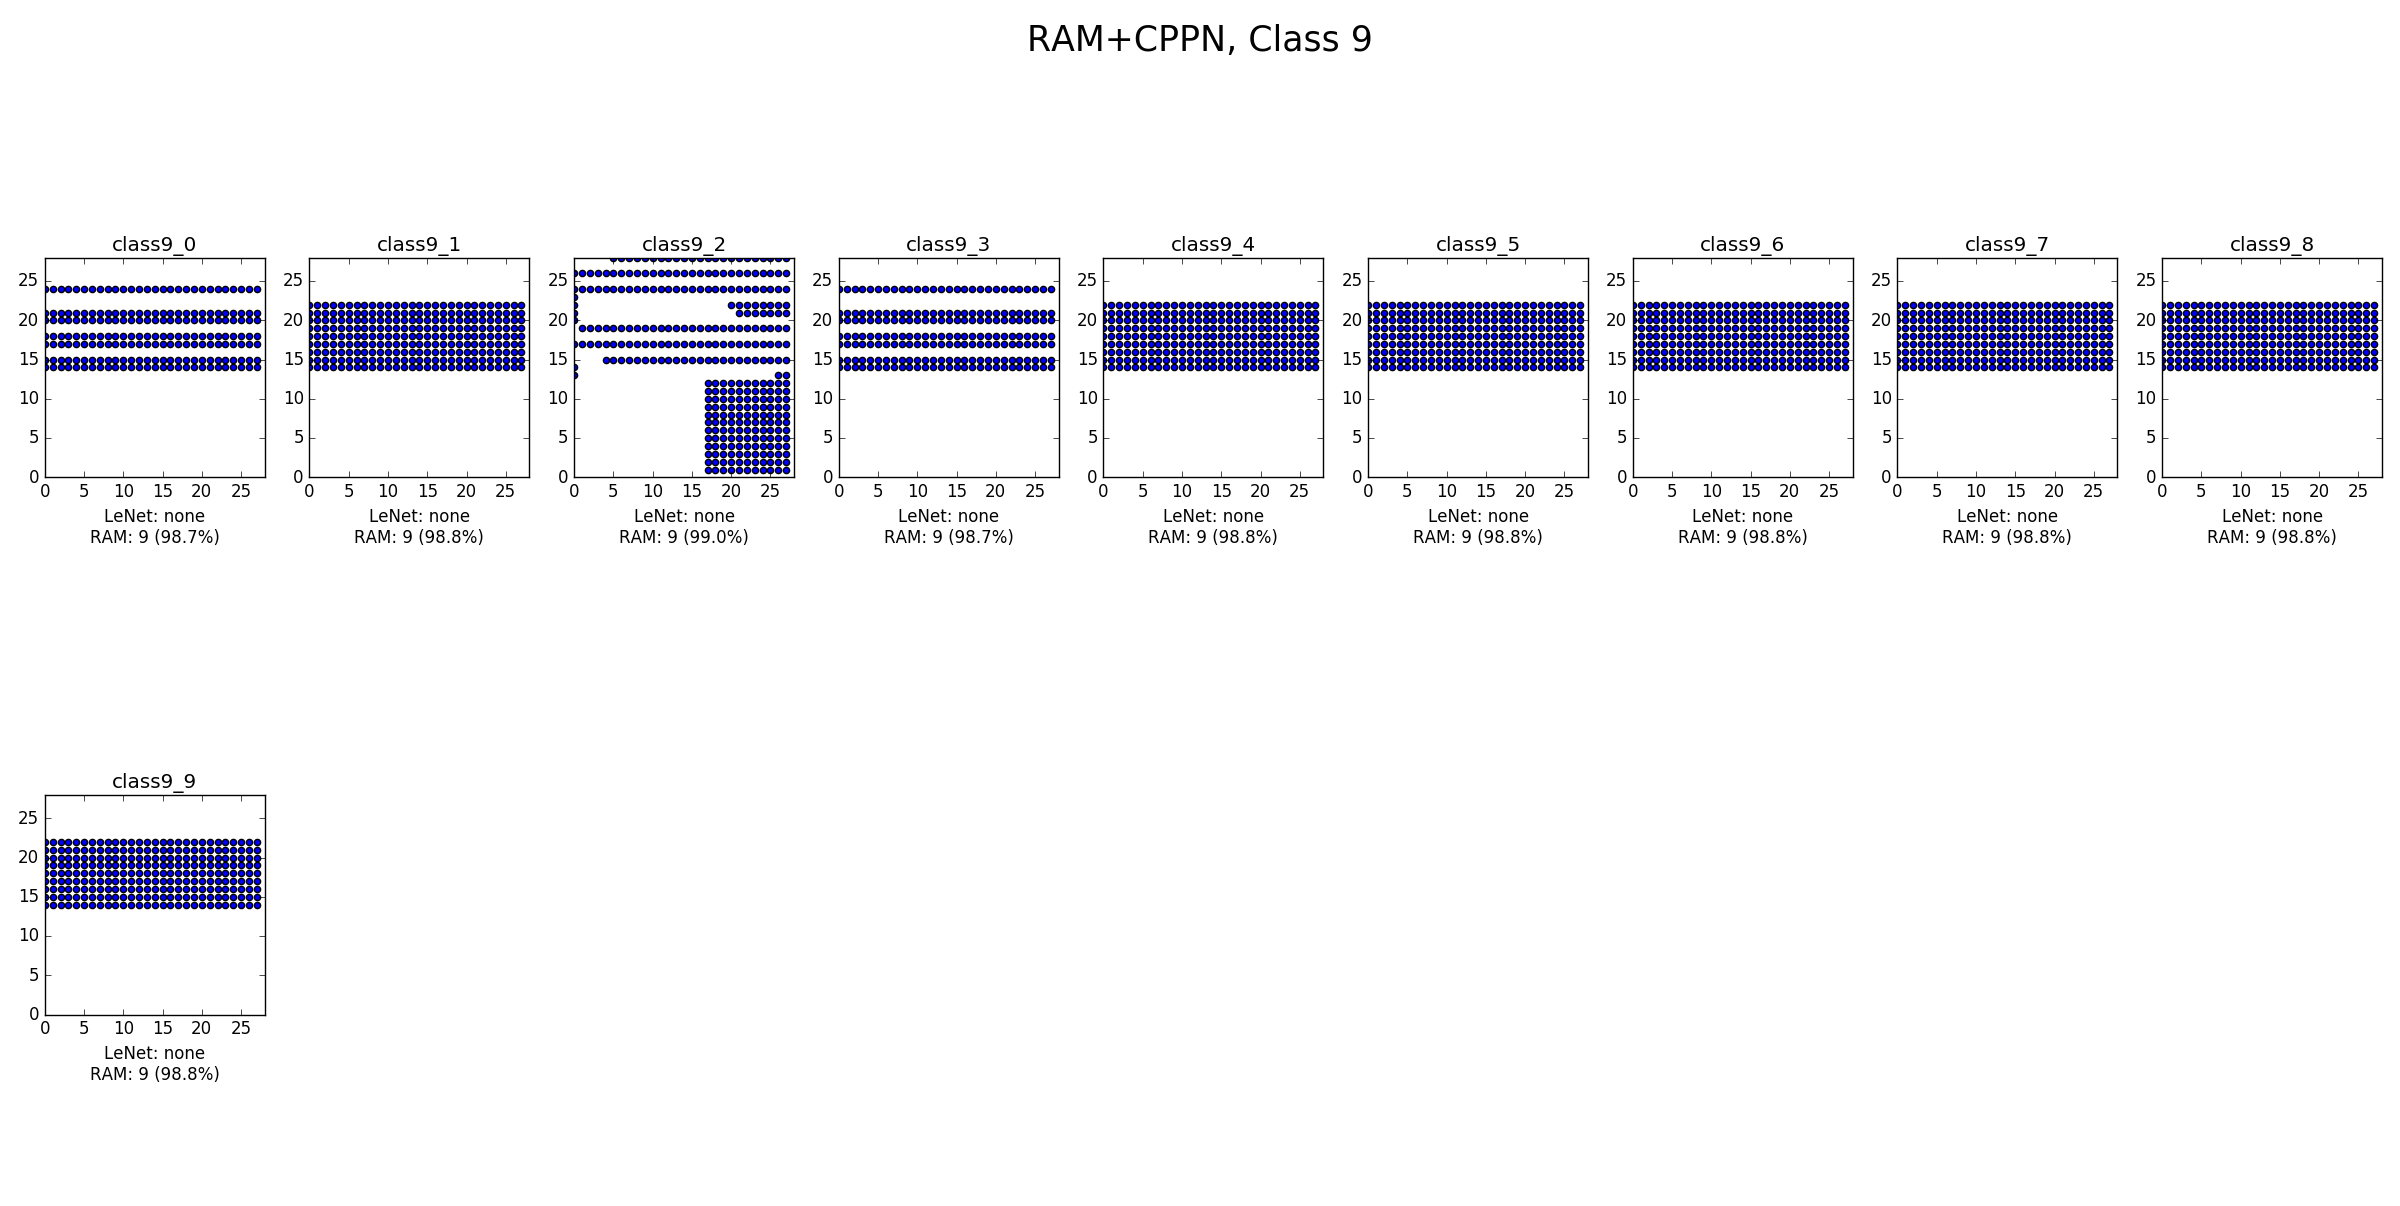 RAM+CPPN, Class 9
class9_0 class9_1 class9_2 class9_3 class9_4 class9_5 class9_6 class9_7 class9_8
25 25 25 25 25 25 25 25 25
20 20 20 20 20 20 20 20 20
15 15 15 15 15 15 15 15 15
10 10 10 10 10 10 10 10 10
5 5 5 5 5 5 5 5 5
0 0 0 0 0 0 0 0 0
0 5 10 15 20 25 0 5 10 15 20 25 0 5 10 15 20 25 0 5 10 15 20 25 0 5 10 15 20 25 0 5 10 15 20 25 0 5 10 15 20 25 0 5 10 15 20 25 0 5 10 15 20 25
LeNet: none LeNet: none LeNet: none LeNet: none LeNet: none LeNet: none LeNet: none LeNet: none LeNet: none
RAM: 9 (98.7%) RAM: 9 (98.8%) RAM: 9 (99.0%) RAM: 9 (98.7%) RAM: 9 (98.8%) RAM: 9 (98.8%) RAM: 9 (98.8%) RAM: 9 (98.8%) RAM: 9 (98.8%)
class9_9
25
20
15
10
5
0
0 5 10 15 20 25
LeNet: none
RAM: 9 (98.8%)